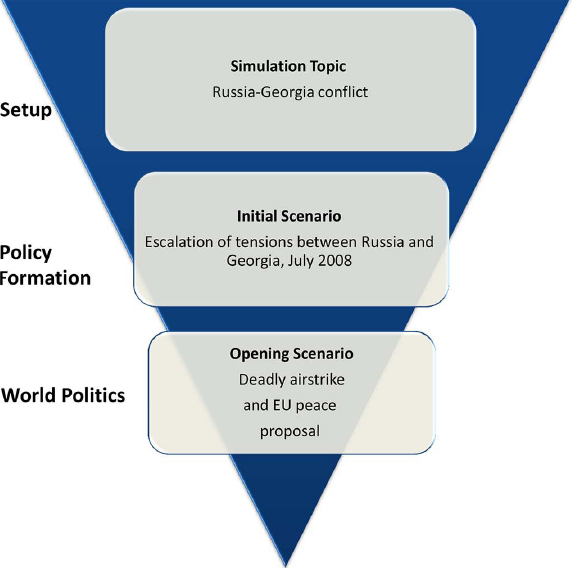 Simulation Topic
Russia-Georgia conflict
Setup
Initial Scenario
Escalation of tensions between Russia and
Georgia, July 2008
Policy
Formation
Opening Scenario
Deadly airstrike
and EU peace
proposal
World Politics